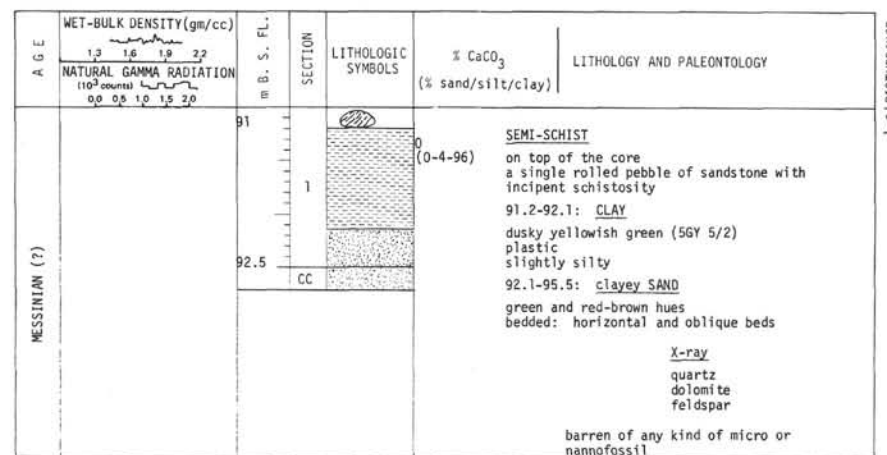 AGE
WET-BULK DENSITY(gm/cc)
1.3 1.6 1.9 2.2
NATURAL GAMMA RADIATION
(10³ counts)
0.0 0.5 1.0 1.5 2.0
m B. S. FL.
SECTION
LITHOLOGIC
SYMBOLS
% CaCO₃
(% sand/silt/clay)
LITHOLOGY AND PALEONTOLOGY
MESSINIAN (?)
91
92.5
1
CC
0
(0-4-96)
SEMI-SCHIST
on top of the core
a single rolled pebble of sandstone with
incipent schistosity
91.2-92.1: CLAY
dusky yellowish green (5GY 5/2)
plastic
slightly silty
92.1-95.5: clayey SAND
green and red-brown hues
bedded: horizontal and oblique beds
X-ray
quartz
dolomite
feldspar
barren of any kind of micro or
nannofossil